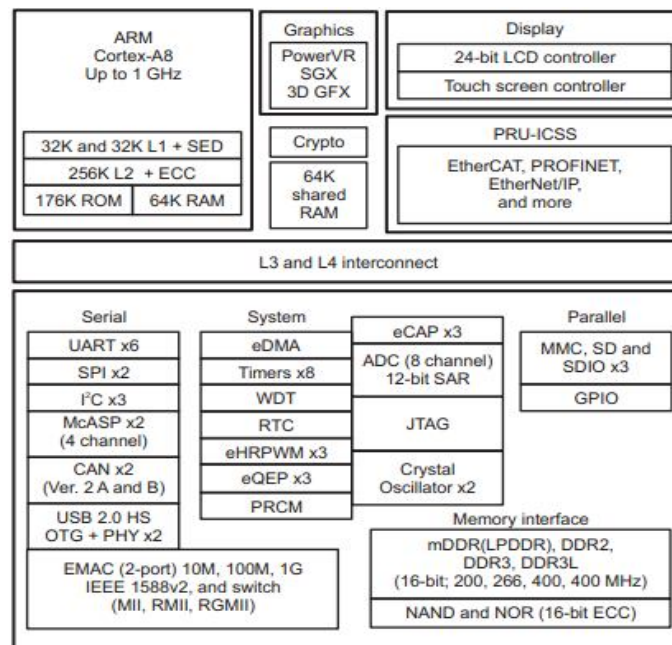 ARM
Cortex-A8
Up to 1 GHz
32K and 32K L1 + SED
256K L2 + ECC
176K ROM
64K RAM
Graphics
PowerVR
SGX
3D GFX
Crypto
64K
shared
RAM
Display
24-bit LCD controller
Touch screen controller
PRU-ICSS
EtherCAT, PROFINET,
EtherNet/IP,
and more
L3 and L4 interconnect
Serial
UART x6
SPI x2
I²C x3
McASP x2
(4 channel)
CAN x2
(Ver. 2 A and B)
USB 2.0 HS
OTG + PHY x2
EMAC (2-port) 10M, 100M, 1G
IEEE 1588v2, and switch
(MII, RMII, RGMII)
System
eDMA
Timers x8
WDT
RTC
eHRPWM x3
eQEP x3
PRCM
eCAP x3
ADC (8 channel)
12-bit SAR
JTAG
Crystal
Oscillator x2
Parallel
MMC, SD and
SDIO x3
GPIO
Memory interface
mDDR(LPDDR), DDR2,
DDR3, DDR3L
(16-bit; 200, 266, 400, 400 MHz)
NAND and NOR (16-bit ECC)